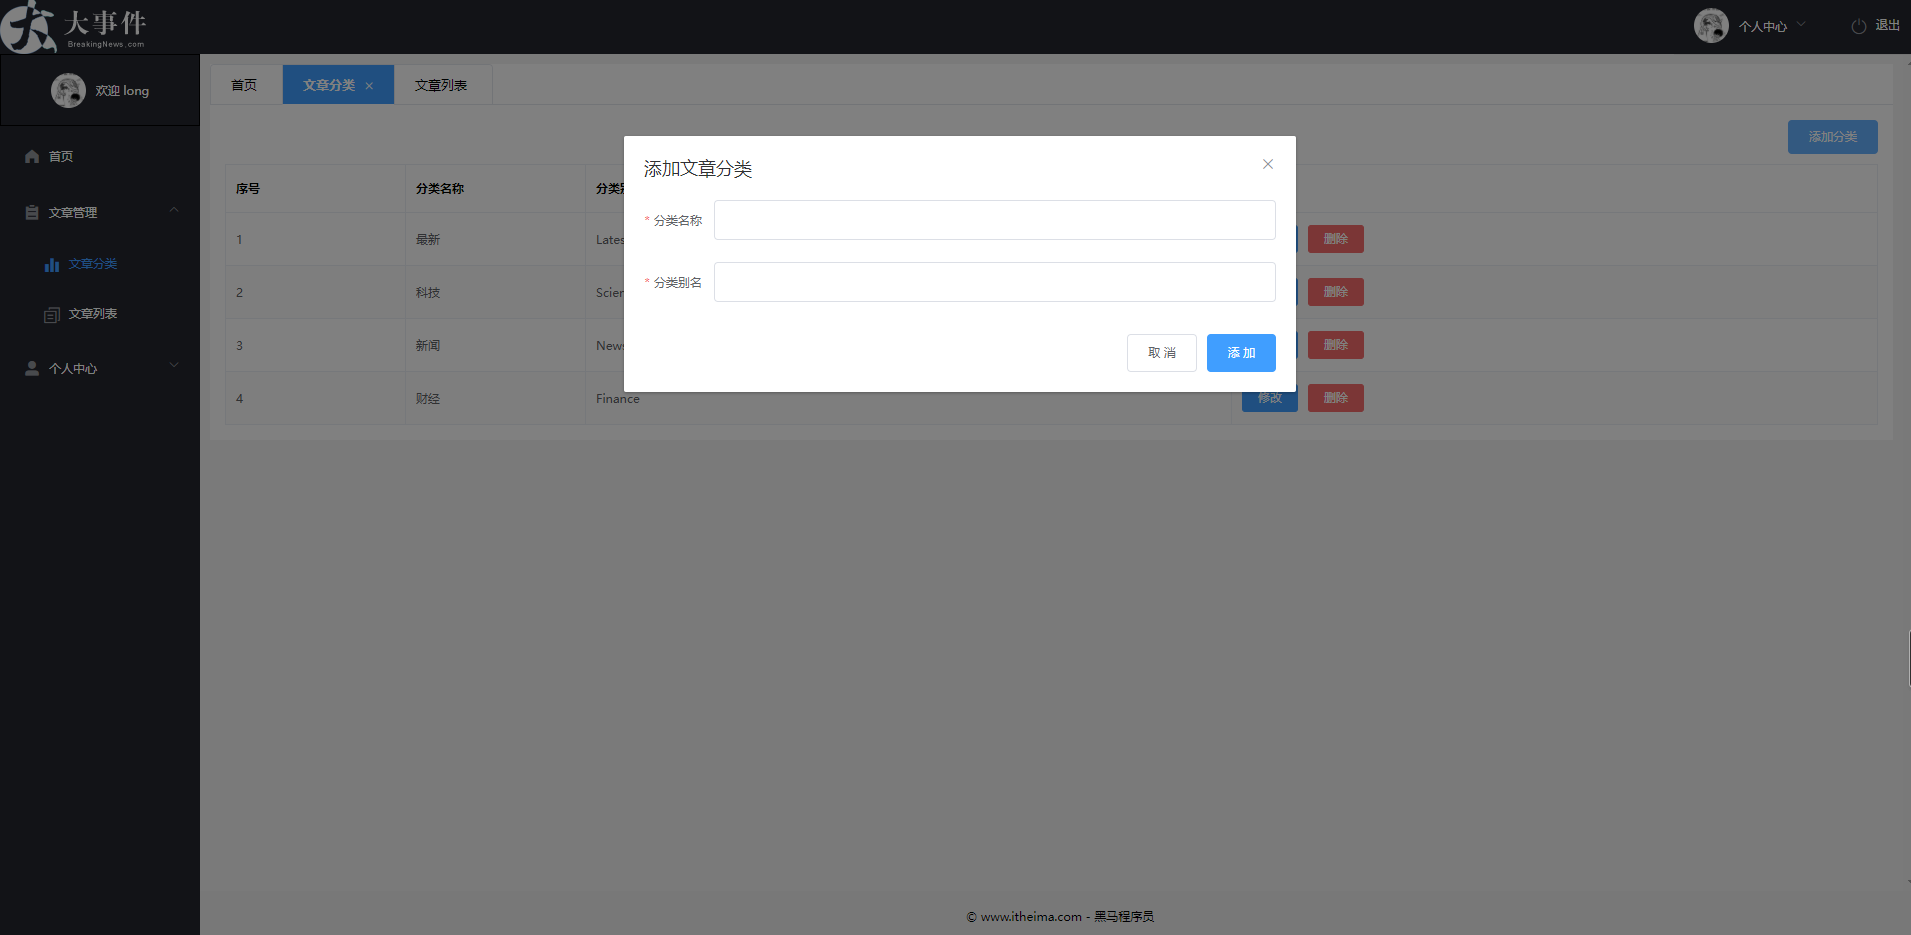 大事件
BreakingNews.com
个人中心
退出
欢迎 long
首页
文章管理
文章分类
文章列表
个人中心
首页
文章分类
文章列表
添加分类
序号 分类名称 分类
1 最新 Lates 删除
2 科技 Scien 删除
3 新闻 News 删除
4 财经 Finance 修改 删除
添加文章分类
* 分类名称
* 分类别名
取 消 添 加
© www.itheima.com - 黑马程序员